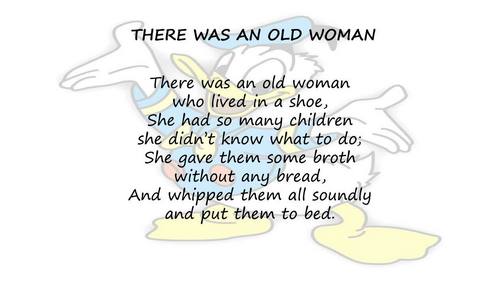 THERE WAS AN OLD WOMAN
There was an old woman
who lived in a shoe,
She had so many children
she didn't know what to do;
She gave them some broth
without any bread,
And whipped them all soundly
and put them to bed.